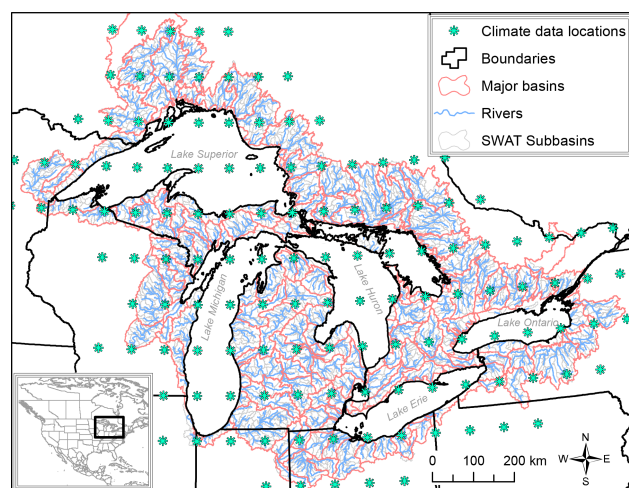 Climate data locations
Boundaries
Major basins
Rivers
SWAT Subbasins
Lake Superior
Lake Michigan
Lake Huron
Lake Ontario
Lake Erie
0 100 200 km
N
W E
S